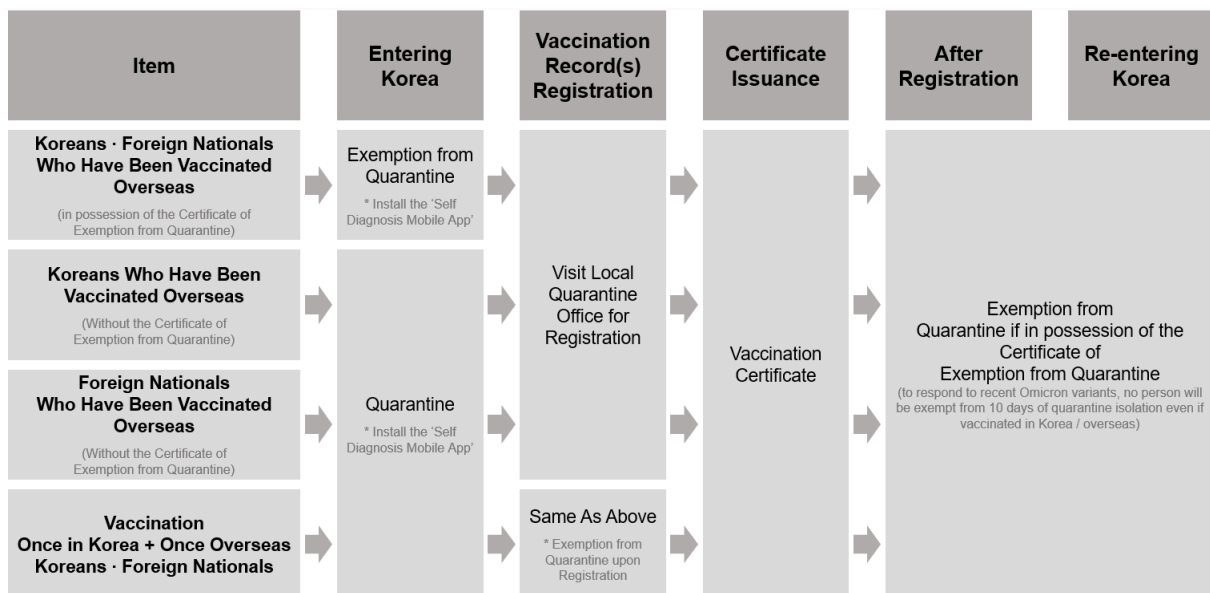 Item
Entering
Korea
Vaccination
Record(s)
Registration
Certificate
Issuance
After
Registration
Re-entering
Korea
Koreans · Foreign Nationals
Who Have Been Vaccinated
Overseas
(in possession of the Certificate of
Exemption from Quarantine)
Exemption from
Quarantine
* Install the ‘Self
Diagnosis Mobile App’
Koreans Who Have Been
Vaccinated Overseas
(Without the Certificate of
Exemption from Quarantine)
Foreign Nationals
Who Have Been Vaccinated
Overseas
(Without the Certificate of
Exemption from Quarantine)
Quarantine
* Install the ‘Self
Diagnosis Mobile App’
Visit Local
Quarantine
Office for
Registration
Vaccination
Certificate
Exemption from
Quarantine if in possession of the
Certificate of
Exemption from Quarantine
(to respond to recent Omicron variants, no person will
be exempt from 10 days of quarantine isolation even if
vaccinated in Korea / overseas)
Vaccination
Once in Korea + Once Overseas
Koreans · Foreign Nationals
Same As Above
* Exemption from
Quarantine upon
Registration